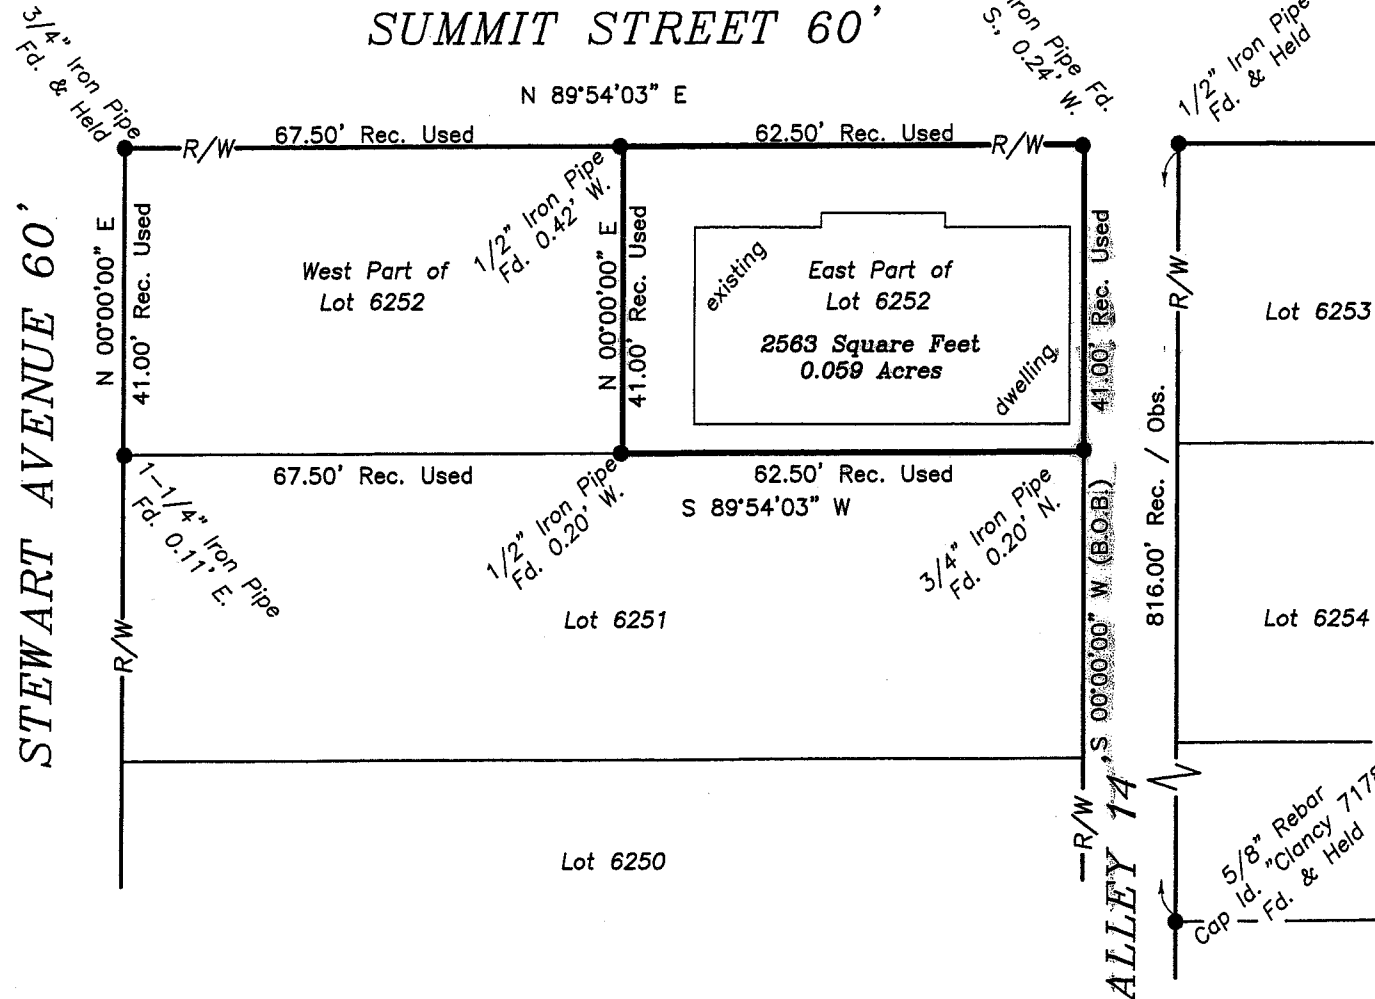 SUMMIT STREET 60'
3/4" Iron Pipe
Fd. & Held
Iron Pipe Fd.
S., 0.24' W.
1/2" Iron Pipe
Fd. & Held
N 89°54'03" E
R/W
67.50' Rec. Used
62.50' Rec. Used
R/W
STEWART AVENUE 60'
N 00°00'00" E
41.00' Rec. Used
West Part of
Lot 6252
1/2" Iron Pipe
Fd. 0.42' W.
N 00°00'00" E
41.00' Rec. Used
existing
East Part of
Lot 6252
2563 Square Feet
0.059 Acres
dwelling
41.00' Rec. Used
R/W
Lot 6253
67.50' Rec. Used
62.50' Rec. Used
S 89°54'03" W
1-1/4" Iron Pipe
Fd. 0.11' E.
1/2" Iron Pipe
Fd. 0.20' W.
3/4" Iron Pipe
Fd. 0.20' N.
S 00°00'00" W (B.O.B.)
816.00' Rec. / Obs.
R/W
Lot 6251
Lot 6254
Lot 6250
R/W
ALLEY 14'
5/8" Rebar
Cap Id. "Clancy 7178
Fd. & Held